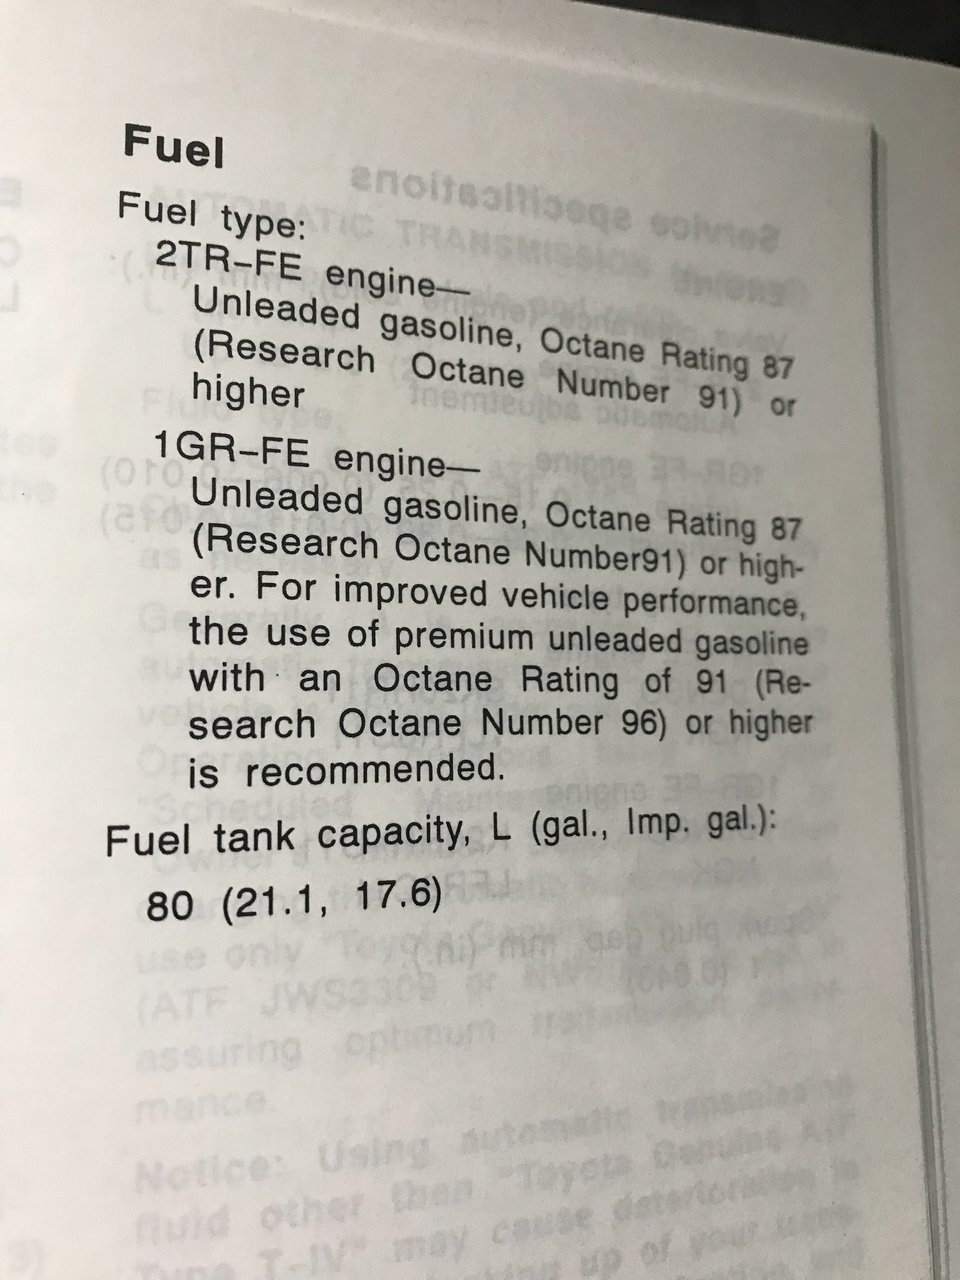 Fuel
Fuel type:
2TR-FE engine—
Unleaded gasoline, Octane Rating 87
(Research Octane Number 91) or
higher
1GR-FE engine—
Unleaded gasoline, Octane Rating 87
(Research Octane Number91) or high-
er. For improved vehicle performance,
the use of premium unleaded gasoline
with an Octane Rating of 91 (Re-
search Octane Number 96) or higher
is recommended.
Fuel tank capacity, L (gal., Imp. gal.):
80 (21.1, 17.6)